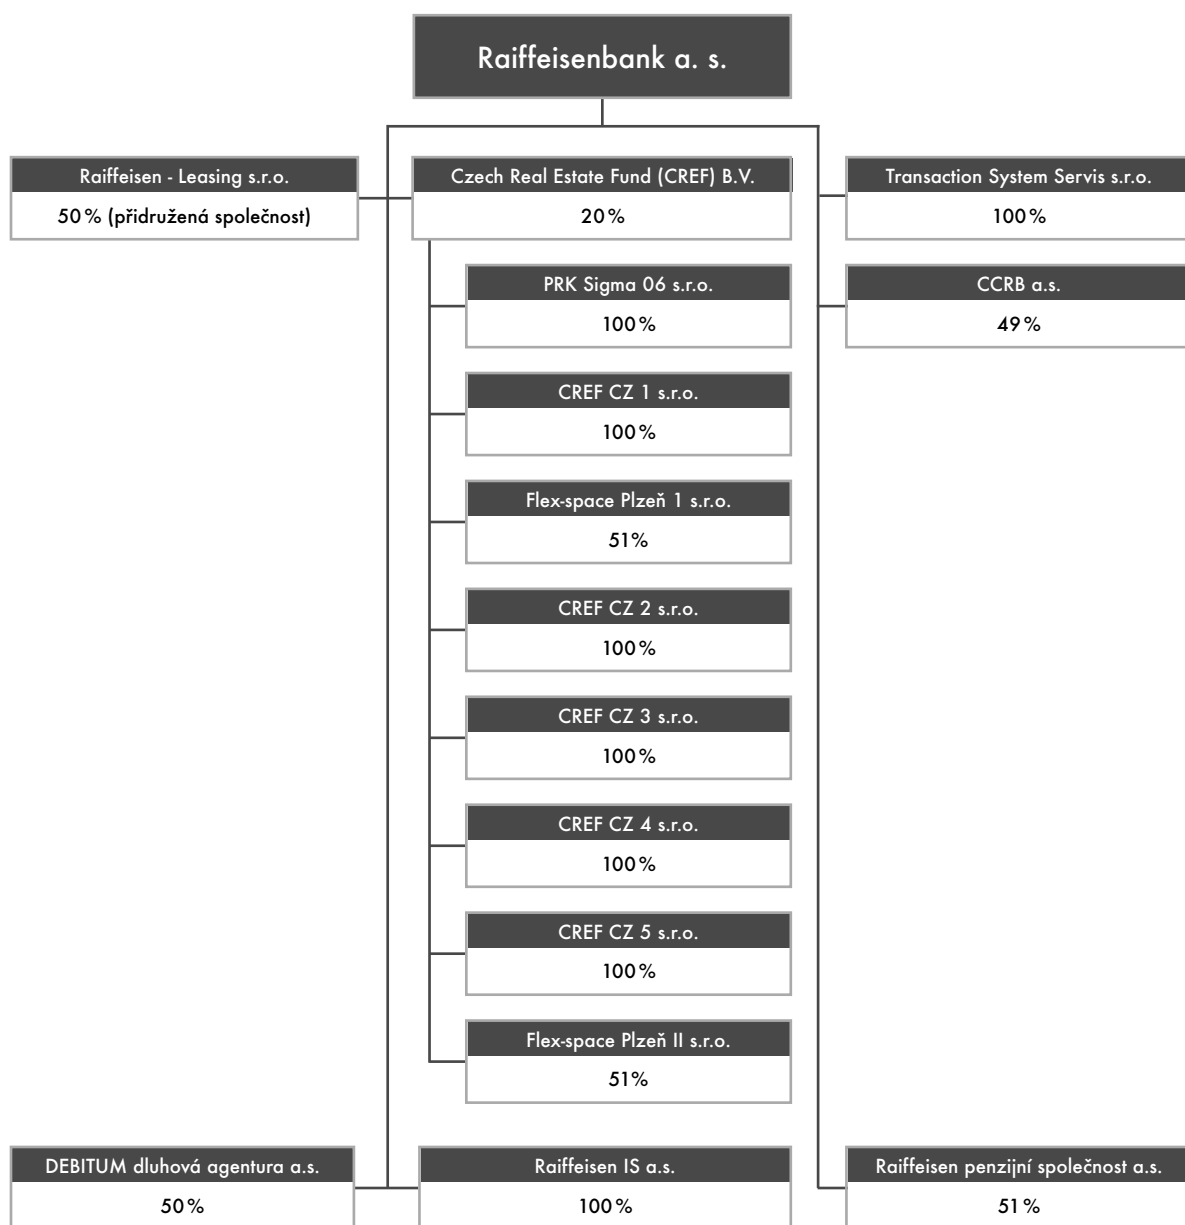 Raiffeisenbank a. s.
Raiffeisen - Leasing s.r.o.
50 % (přidružená společnost)
Czech Real Estate Fund (CREF) B.V.
20 %
Transaction System Servis s.r.o.
100 %
PRK Sigma 06 s.r.o.
100 %
CCRB a.s.
49 %
CREF CZ 1 s.r.o.
100 %
Flex-space Plzeň 1 s.r.o.
51%
CREF CZ 2 s.r.o.
100 %
CREF CZ 3 s.r.o.
100 %
CREF CZ 4 s.r.o.
100 %
CREF CZ 5 s.r.o.
100 %
Flex-space Plzeň II s.r.o.
51%
DEBITUM dluhová agentura a.s.
50 %
Raiffeisen IS a.s.
100 %
Raiffeisen penzijní společnost a.s.
51 %